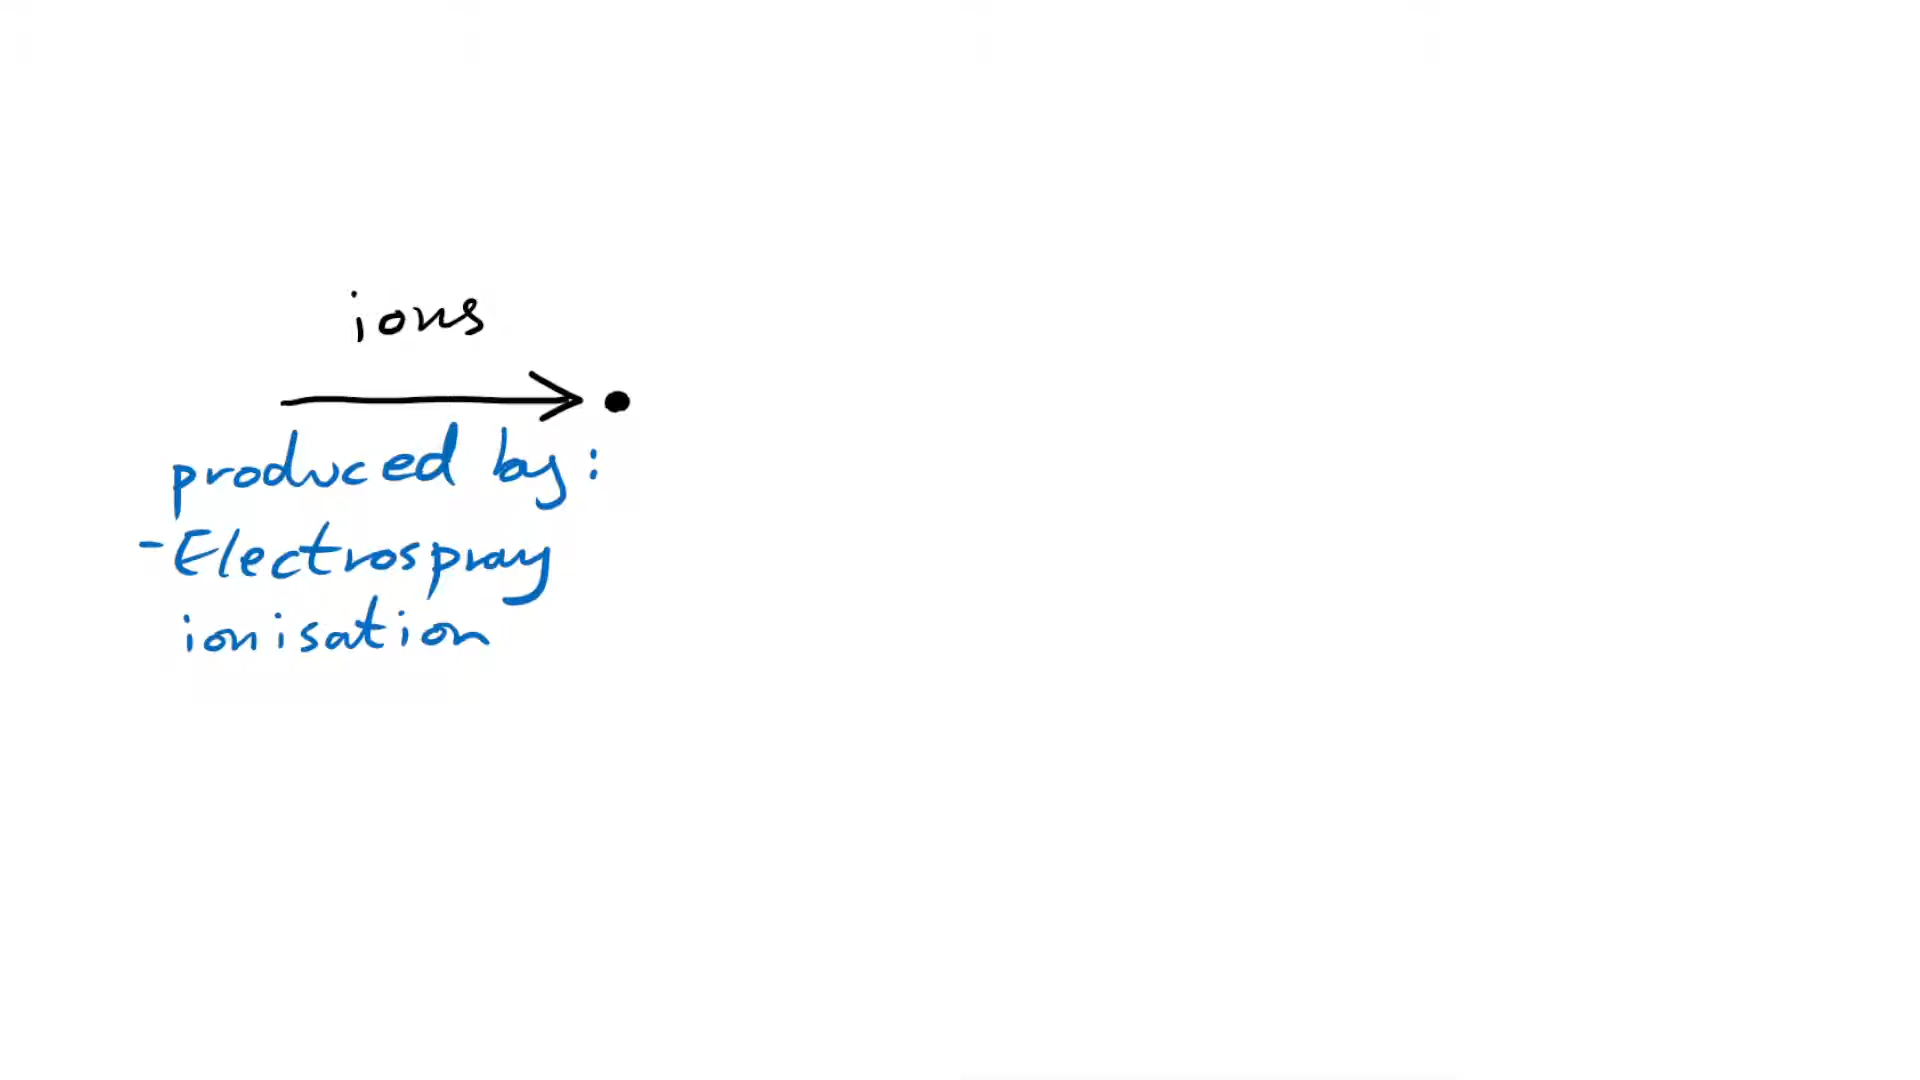 ions
produced by:
- Electrospray
ionisation